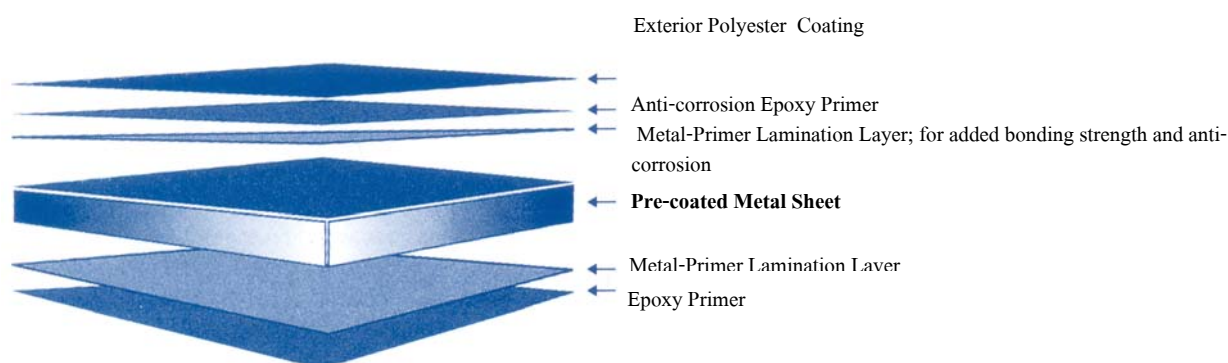 Exterior Polyester Coating
Anti-corrosion Epoxy Primer
Metal-Primer Lamination Layer; for added bonding strength and anti-
corrosion
Pre-coated Metal Sheet
Metal-Primer Lamination Layer
Epoxy Primer